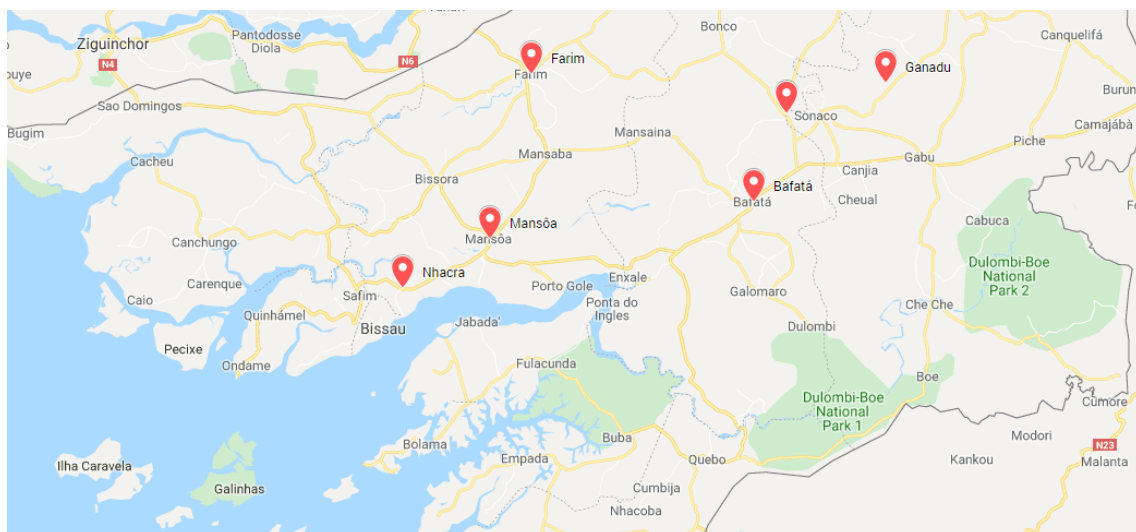 Ziguinchor
N4
Pantodosse
Diola
N6
Farim
Farim
Bonco
Ganadu
Canquelifá
Sao Domingos
Sonaco
Bugim
Mansaina
Camajábà
Piche
Cacheu
Mansaba
Gabu
Canjia
Bissora
Bafatá
Bafatá
Cheual
Mansôa
Mansôa
Cabuca
Canchungo
Nhacra
Dulombi-Boe
National
Park 2
Carenque
Enxale
Porto Gole
Galomaro
Caio
Safim
Ponta do
Ingles
Che Che
Quinhámel
Jabada'
Bissau
Dulombi
Pecixe
Ondame
Fulacunda
Boe
Dulombi-Boe
National
Park 1
Cumore
Bolama
Buba
Modori
N23
Ilha Caravela
Empada
Quebo
Kankou
Malanta
Galinhas
Cumbija
Nhacoba